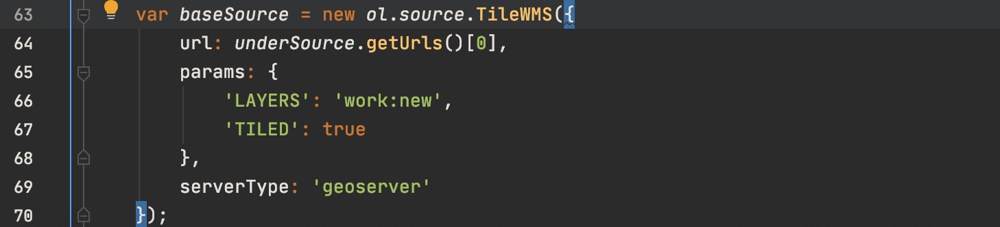 63 var baseSource = new ol.source.TileWMS({
64 url: underSource.getUrls()[0],
65 params: {
66 'LAYERS': 'work:new',
67 'TILED': true
68 },
69 serverType: 'geoserver'
70 });